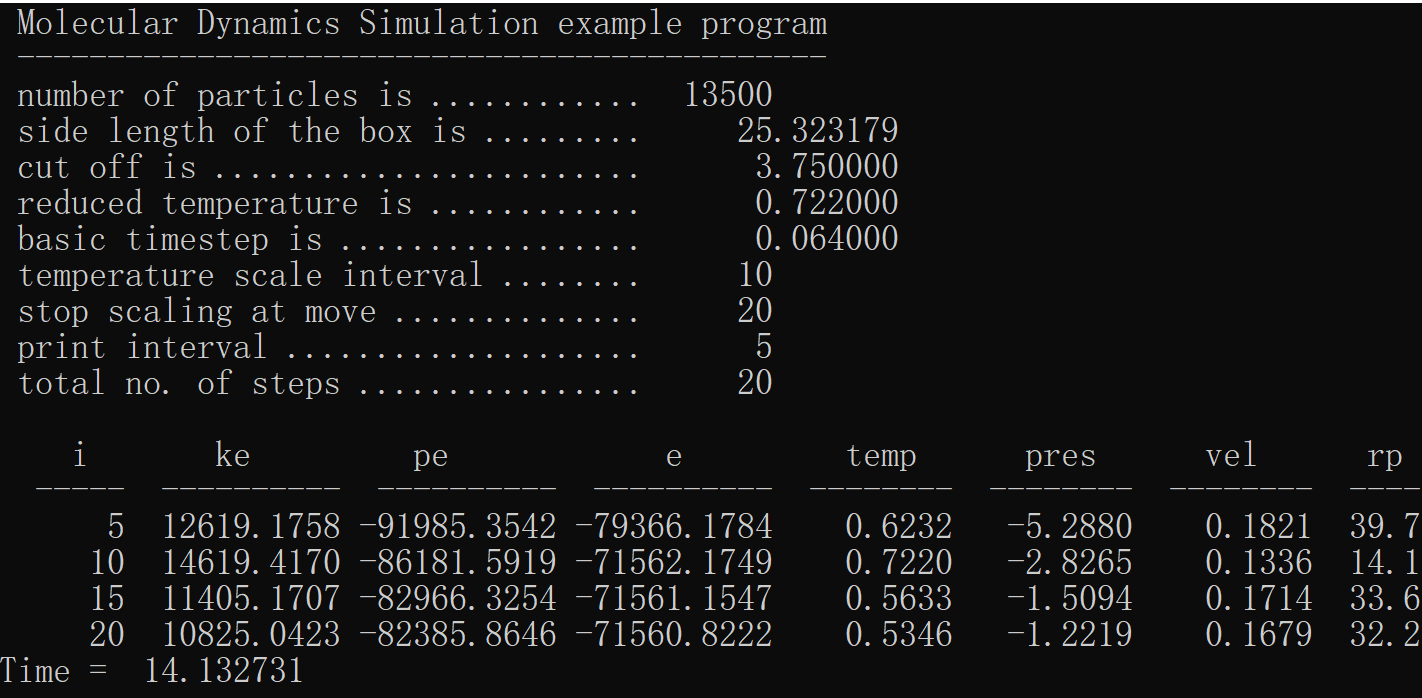 Molecular Dynamics Simulation example program
---------------------------------------------
number of particles is ............ 13500
side length of the box is ......... 25.323179
cut off is ........................ 3.750000
reduced temperature is ............ 0.722000
basic timestep is ................. 0.064000
temperature scale interval ........ 10
stop scaling at move .............. 20
print interval .................... 5
total no. of steps ................ 20
i ke pe e temp pres vel rp
----- ---------- ---------- ---------- -------- -------- -------- ----
5 12619.1758 -91985.3542 -79366.1784 0.6232 -5.2880 0.1821 39.7
10 14619.4170 -86181.5919 -71562.1749 0.7220 -2.8265 0.1336 14.1
15 11405.1707 -82966.3254 -71561.1547 0.5633 -1.5094 0.1714 33.6
20 10825.0423 -82385.8646 -71560.8222 0.5346 -1.2219 0.1679 32.2
Time = 14.132731